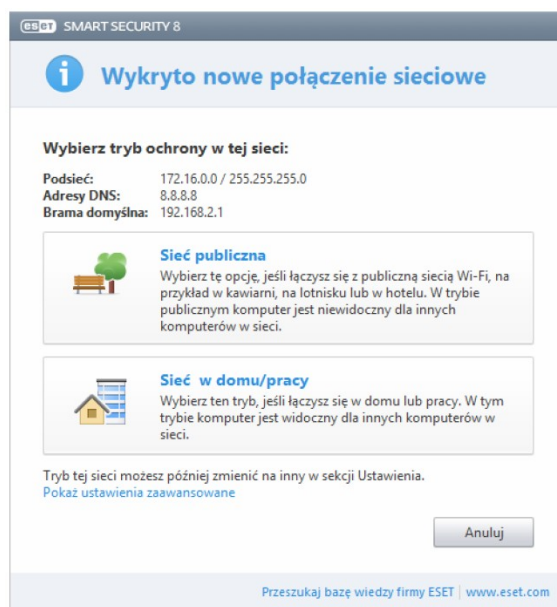 eset SMART SECURITY 8
Wykryto nowe połączenie sieciowe
Wybierz tryb ochrony w tej sieci:
Podsieć: 172.16.0.0 / 255.255.255.0
Adresy DNS: 8.8.8.8
Brama domyślna: 192.168.2.1
Sieć publiczna
Wybierz tę opcję, jeśli łączysz się z publiczną siecią Wi-Fi, na
przykład w kawiarni, na lotnisku lub w hotelu. W trybie
publicznym komputer jest niewidoczny dla innych
komputerów w sieci.
Sieć w domu/pracy
Wybierz ten tryb, jeśli łączysz się w domu lub pracy. W tym
trybie komputer jest widoczny dla innych komputerów w
sieci.
Tryb tej sieci możesz później zmienić na inny w sekcji Ustawienia.
Pokaż ustawienia zaawansowane
Anuluj
Przeszukaj bazę wiedzy firmy ESET | www.eset.com